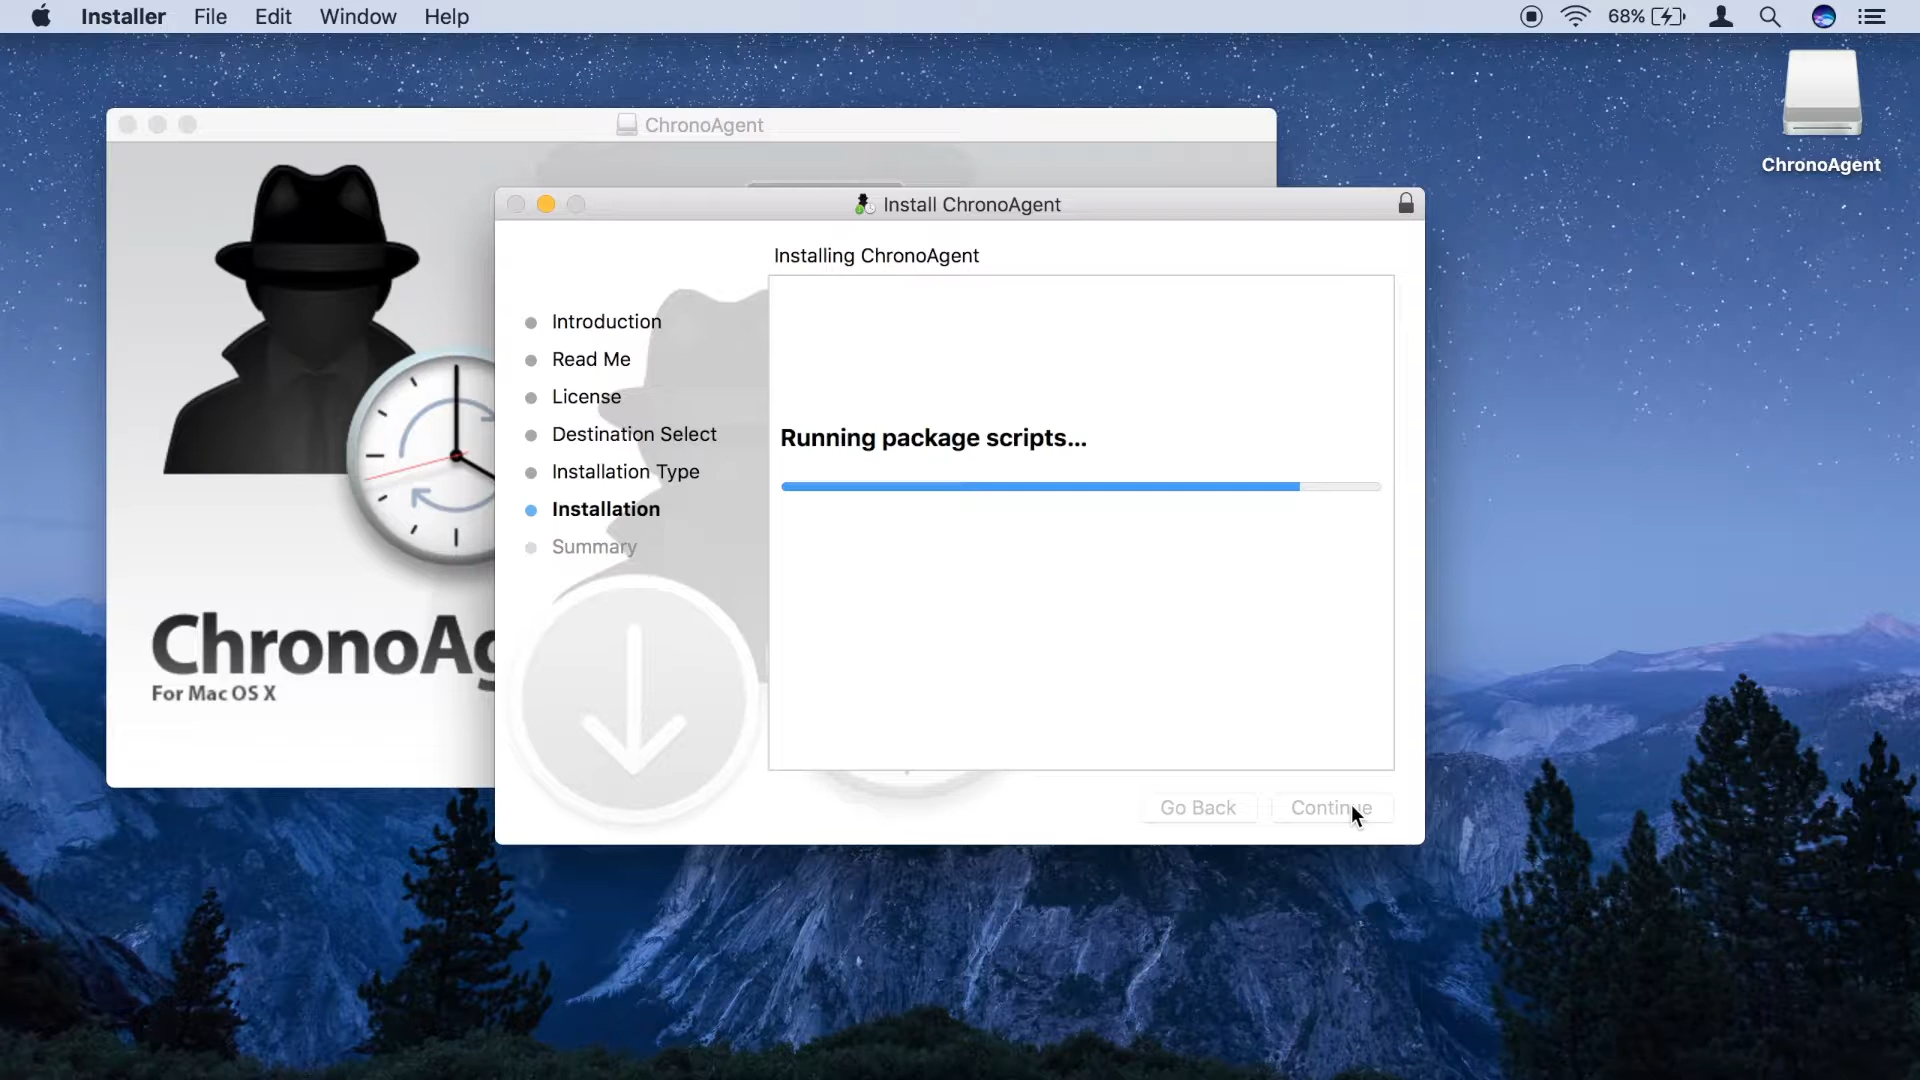 Installer File Edit Window Help 68%
ChronoAgent
ChronoAgent
Install ChronoAgent
Installing ChronoAgent
Introduction
Read Me
License
Destination Select
Installation Type
Installation
Summary
Running package scripts...
ChronoAg
For Mac OS X
Go Back Continue